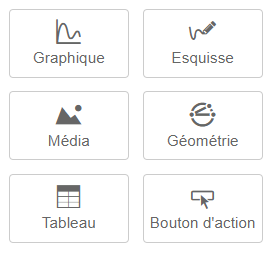 Graphique
Esquisse
Média
Géométrie
Tableau
Bouton d'action